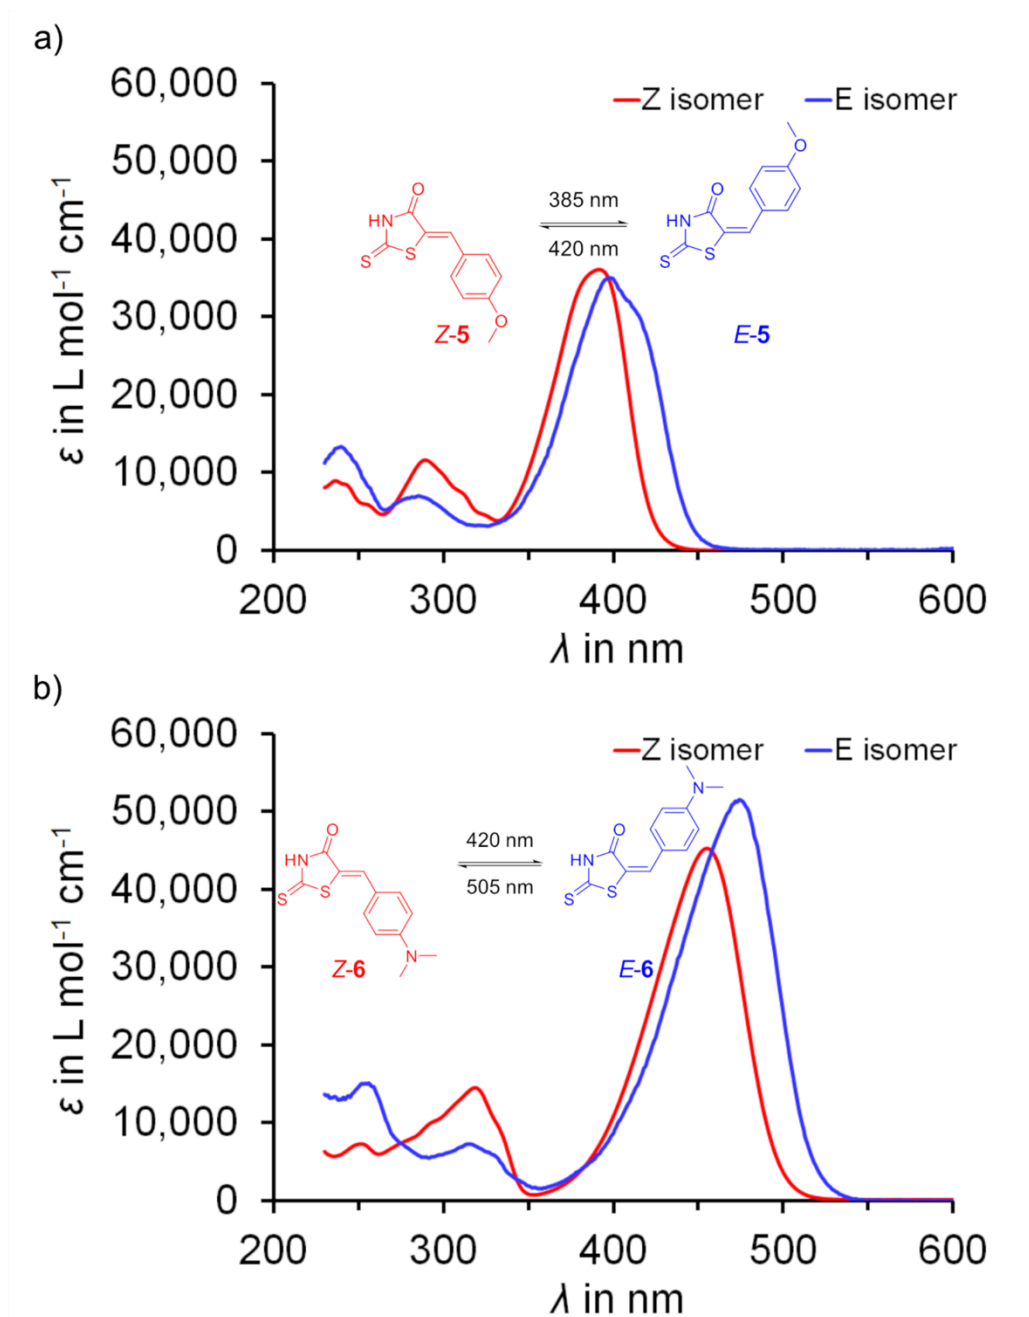 a)
60,000
50,000
40,000
30,000
20,000
10,000
0
ε in L mol⁻¹ cm⁻¹
Z isomer E isomer
O
HN
S
S
O
Z-5
385 nm
420 nm
O
O
HN
S
S
E-5
200 300 400 500 600
λ in nm
b)
60,000
50,000
40,000
30,000
20,000
10,000
0
ε in L mol⁻¹ cm⁻¹
Z isomer E isomer
O
HN
S
S
N
Z-6
420 nm
505 nm
N
O
HN
S
S
E-6
200 300 400 500 600
λ in nm